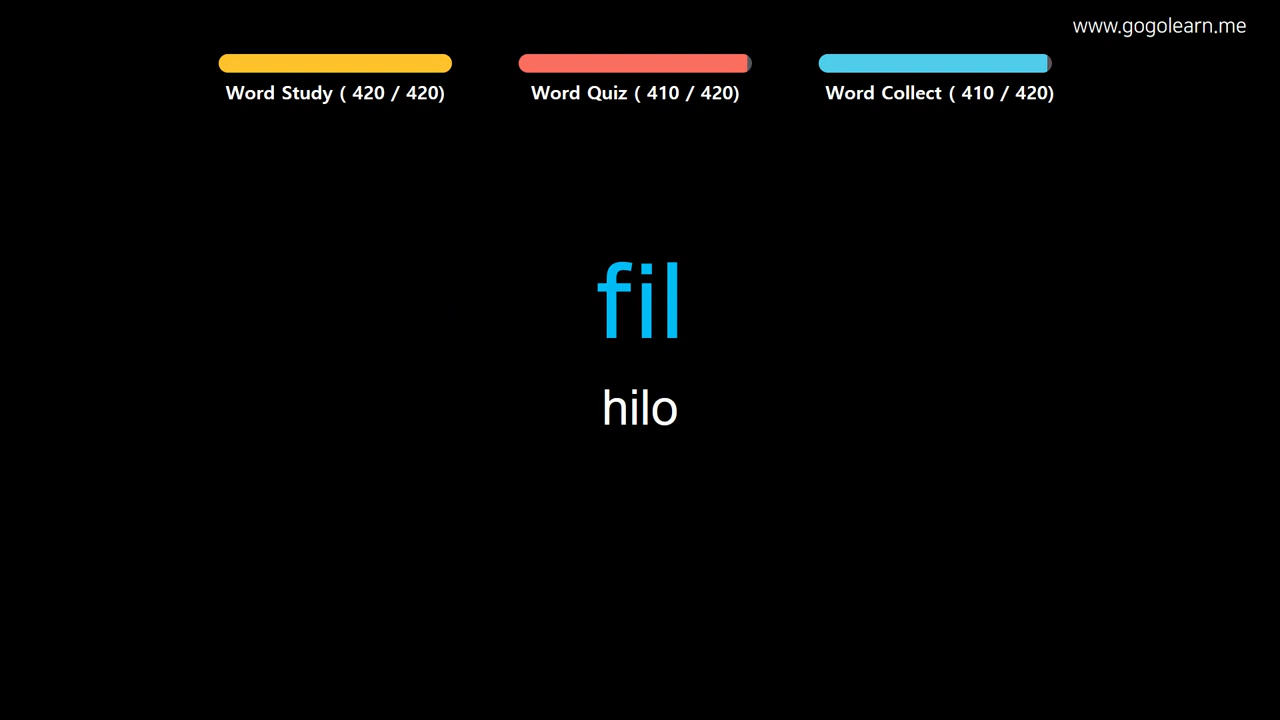 www.gogolearn.me
Word Study ( 420 / 420)
Word Quiz ( 410 / 420)
Word Collect ( 410 / 420)
fil
hilo